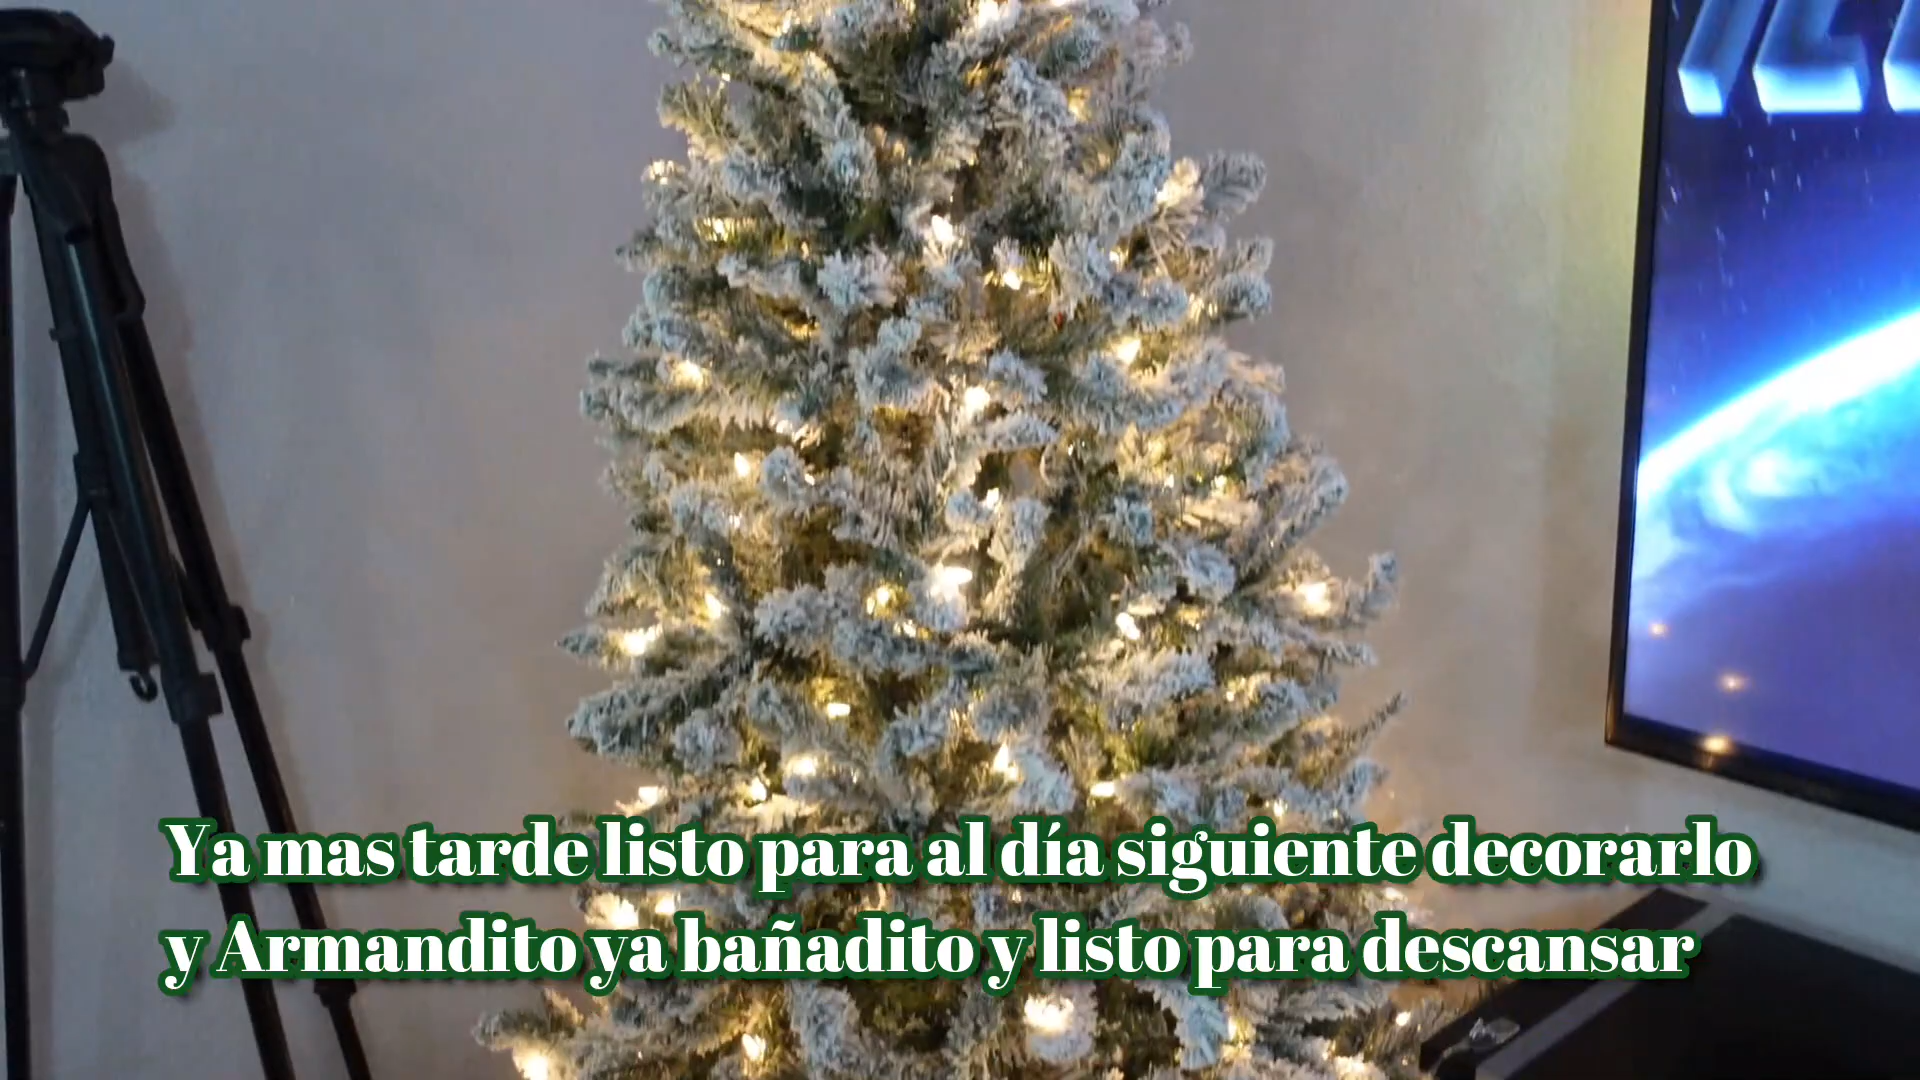 Ya mas tarde listo para al día siguiente decorarlo
y Armandito ya bañadito y listo para descansar